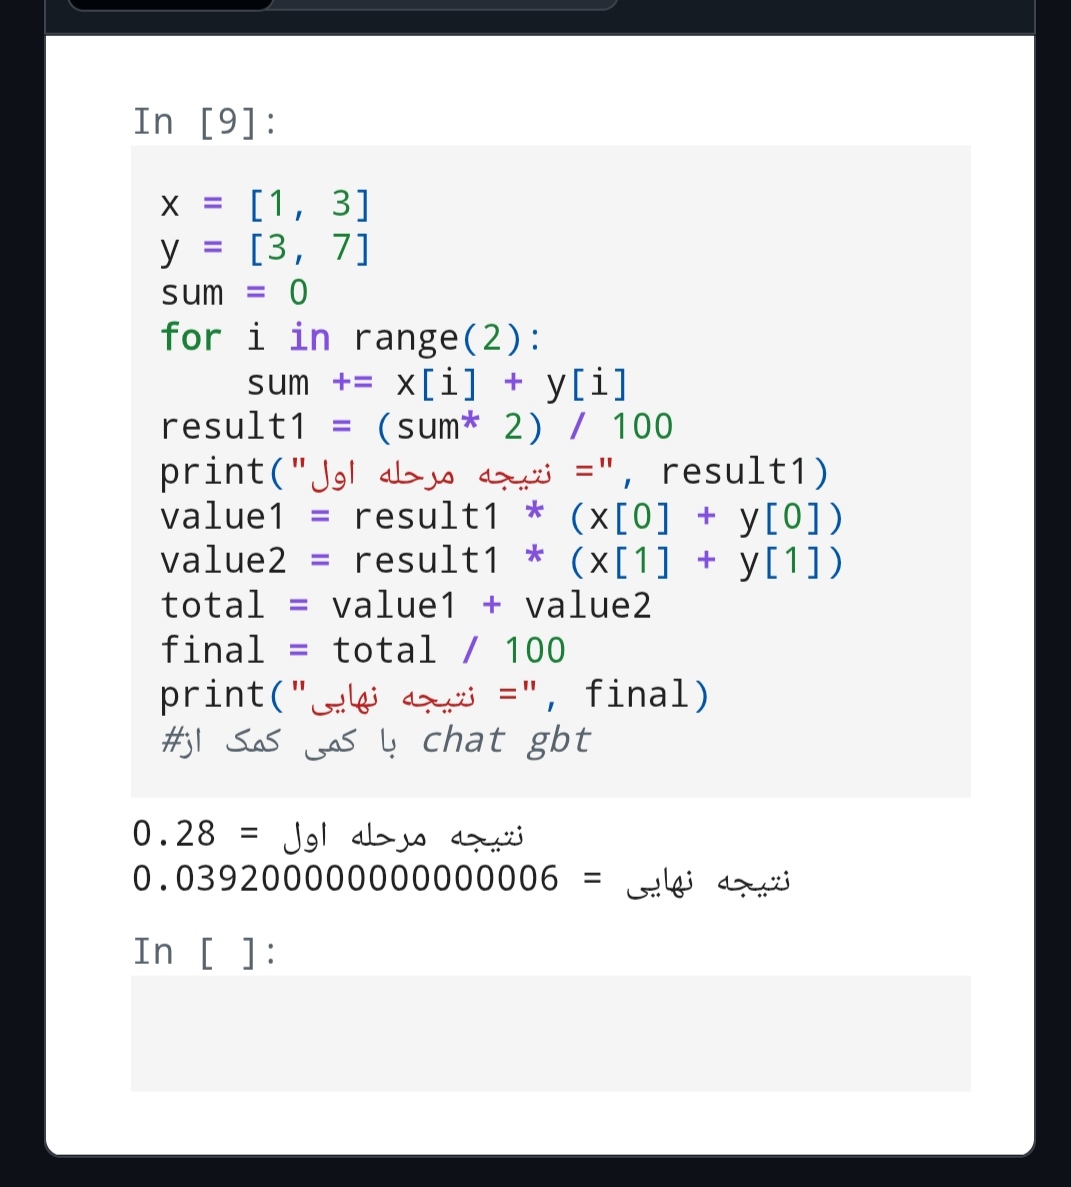 In [9]:
x = [1, 3]
y = [3, 7]
sum = 0
for i in range(2):
    sum += x[i] + y[i]
result1 = (sum* 2) / 100
print("نتیجه مرحله اول =", result1)
value1 = result1 * (x[0] + y[0])
value2 = result1 * (x[1] + y[1])
total = value1 + value2
final = total / 100
print("نتیجه نهایی =", final)
#با کمی کمک از chat gbt
نتیجه مرحله اول = 0.28
نتیجه نهایی = 0.039200000000000006
In [ ]: